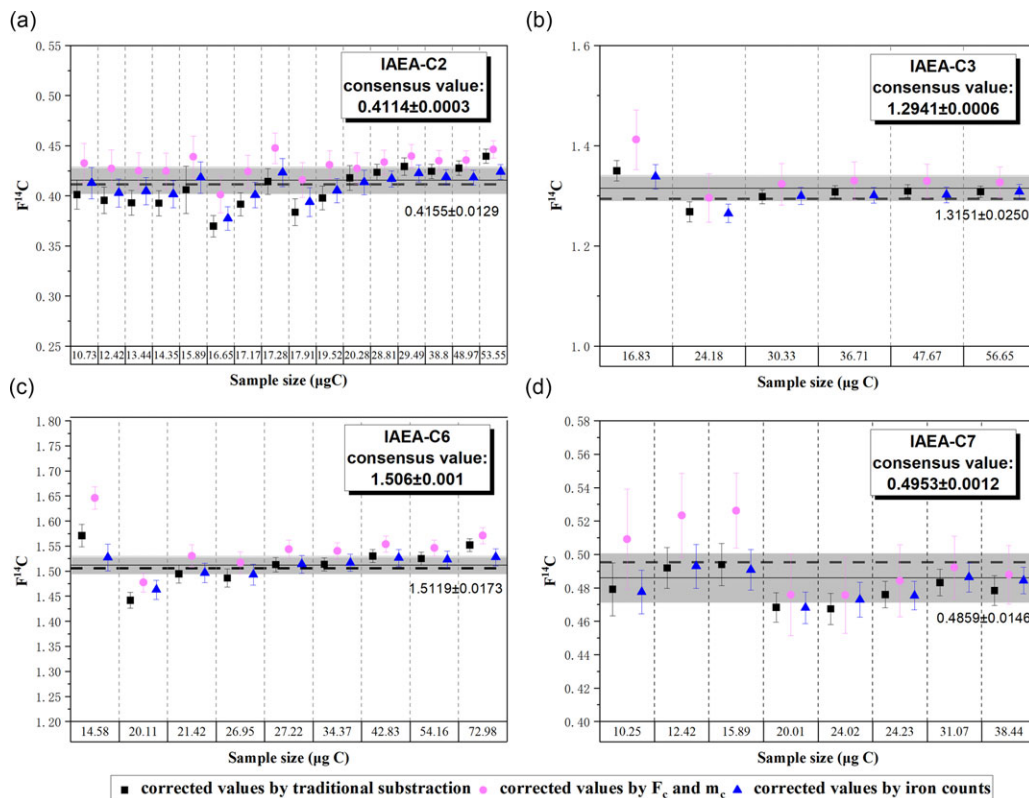 (a)
0.55
0.50
0.45
0.40
0.35
0.30
0.25
F¹⁴C
IAEA-C2
consensus value:
0.4114±0.0003
0.4155±0.0129
10.73 12.42 13.44 14.35 15.89 16.65 17.17 17.28 17.91 19.52 20.28 28.81 29.49 38.8 48.97 53.55
Sample size (μgC)
(b)
1.6
1.4
1.2
1.0
F¹⁴C
IAEA-C3
consensus value:
1.2941±0.0006
1.3151±0.0250
16.83 24.18 30.33 36.71 47.67 56.65
Sample size (μg C)
(c)
1.80
1.75
1.70
1.65
1.60
1.55
1.50
1.45
1.40
1.35
1.30
1.25
1.20
F¹⁴C
IAEA-C6
consensus value:
1.506±0.001
1.5119±0.0173
14.58 20.11 21.42 26.95 27.22 34.37 42.83 54.16 72.98
Sample size (μg C)
(d)
0.58
0.56
0.54
0.52
0.50
0.48
0.46
0.44
0.42
0.40
F¹⁴C
IAEA-C7
consensus value:
0.4953±0.0012
0.4859±0.0146
10.25 12.42 15.89 20.01 24.02 24.23 31.07 38.44
Sample size (μg C)
corrected values by traditional substraction corrected values by F_c and m_c corrected values by iron counts